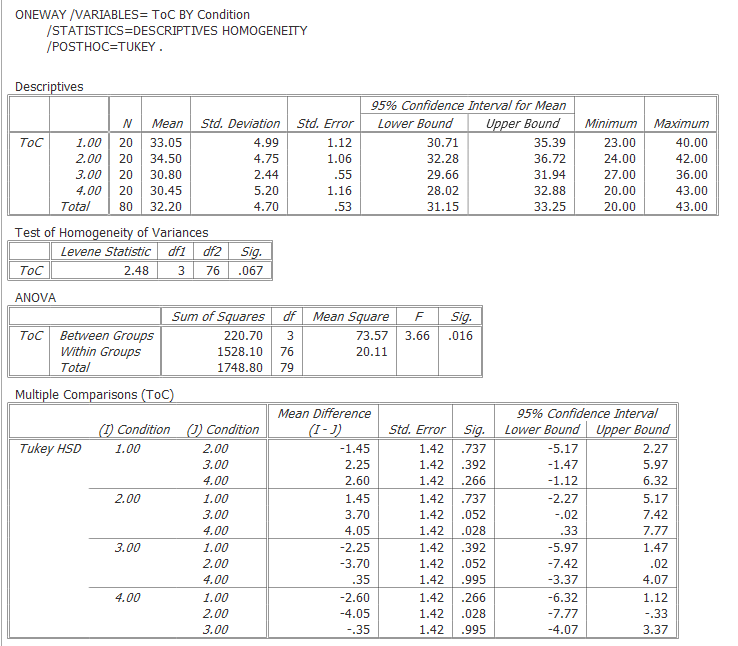 ONEWAY /VARIABLES= ToC BY Condition
/STATISTICS=DESCRIPTIVES HOMOGENEITY
/POSTHOC=TUKEY .
Descriptives
95% Confidence Interval for Mean
N Mean Std. Deviation Std. Error Lower Bound Upper Bound Minimum Maximum
ToC 1.00 20 33.05 4.99 1.12 30.71 35.39 23.00 40.00
2.00 20 34.50 4.75 1.06 32.28 36.72 24.00 42.00
3.00 20 30.80 2.44 .55 29.66 31.94 27.00 36.00
4.00 20 30.45 5.20 1.16 28.02 32.88 20.00 43.00
Total 80 32.20 4.70 .53 31.15 33.25 20.00 43.00
Test of Homogeneity of Variances
Levene Statistic df1 df2 Sig.
ToC 2.48 3 76 .067
ANOVA
Sum of Squares df Mean Square F Sig.
ToC Between Groups 220.70 3 73.57 3.66 .016
Within Groups 1528.10 76 20.11
Total 1748.80 79
Multiple Comparisons (ToC)
Mean Difference 95% Confidence Interval
(I) Condition (J) Condition (I - J) Std. Error Sig. Lower Bound Upper Bound
Tukey HSD 1.00 2.00 -1.45 1.42 .737 -5.17 2.27
3.00 2.25 1.42 .392 -1.47 5.97
4.00 2.60 1.42 .266 -1.12 6.32
2.00 1.00 1.45 1.42 .737 -2.27 5.17
3.00 3.70 1.42 .052 -.02 7.42
4.00 4.05 1.42 .028 .33 7.77
3.00 1.00 -2.25 1.42 .392 -5.97 1.47
2.00 -3.70 1.42 .052 -7.42 .02
4.00 .35 1.42 .995 -3.37 4.07
4.00 1.00 -2.60 1.42 .266 -6.32 1.12
2.00 -4.05 1.42 .028 -7.77 -.33
3.00 -.35 1.42 .995 -4.07 3.37